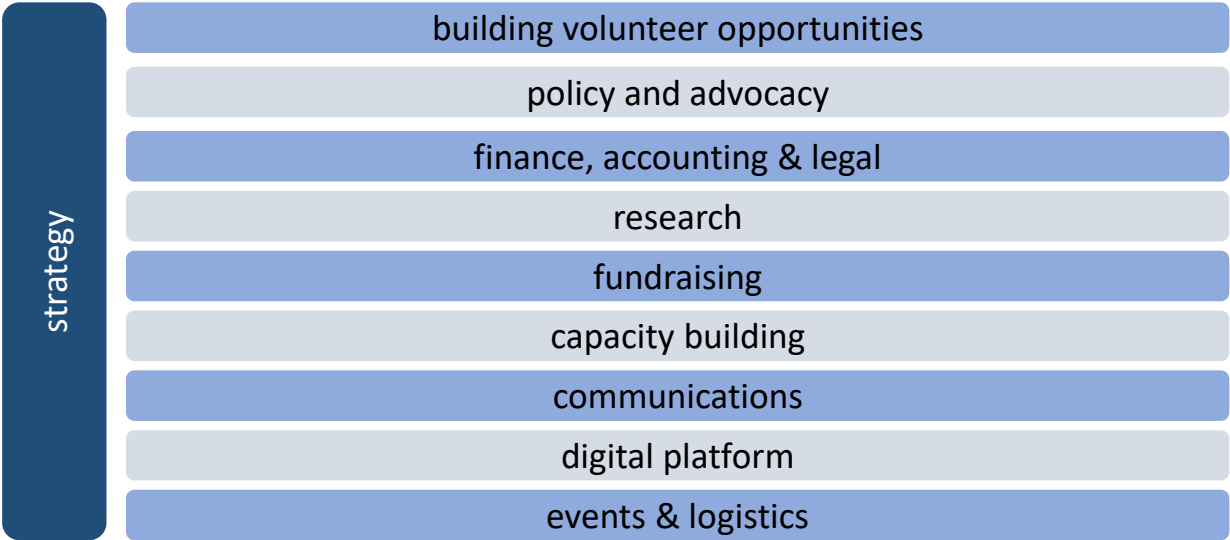 strategy
building volunteer opportunities
policy and advocacy
finance, accounting & legal
research
fundraising
capacity building
communications
digital platform
events & logistics